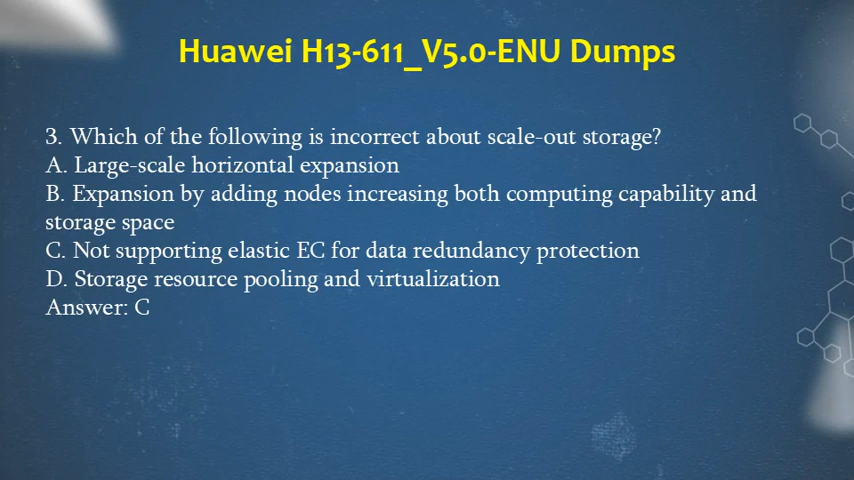 Huawei H13-611_V5.0-ENU Dumps
3. Which of the following is incorrect about scale-out storage?
A. Large-scale horizontal expansion
B. Expansion by adding nodes increasing both computing capability and
storage space
C. Not supporting elastic EC for data redundancy protection
D. Storage resource pooling and virtualization
Answer: C